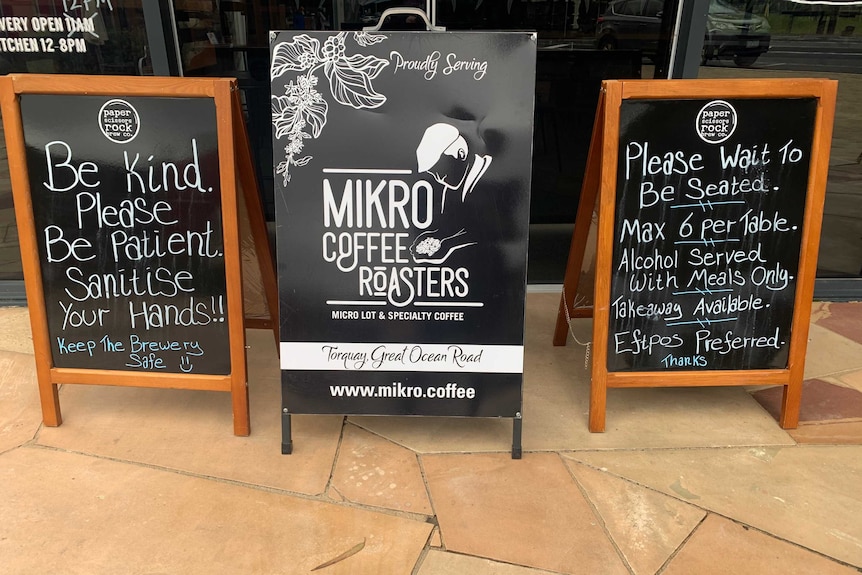 12PM
VERY OPEN 11AM
KITCHEN 12-8PM
paper
scissors
rock
brew co.
Be Kind.
Please
Be Patient.
Sanitise
Your Hands!!
Keep The Brewery
Safe
Proudly Serving
MIKRO
COFFEE
ROASTERS
MICRO LOT & SPECIALTY COFFEE
Torquay, Great Ocean Road
www.mikro.coffee
paper
scissors
rock
brew co.
Please Wait To
Be Seated.
Max 6 per Table.
Alcohol Served
With Meals Only.
Takeaway Available.
Eftpos Preferred.
Thanks